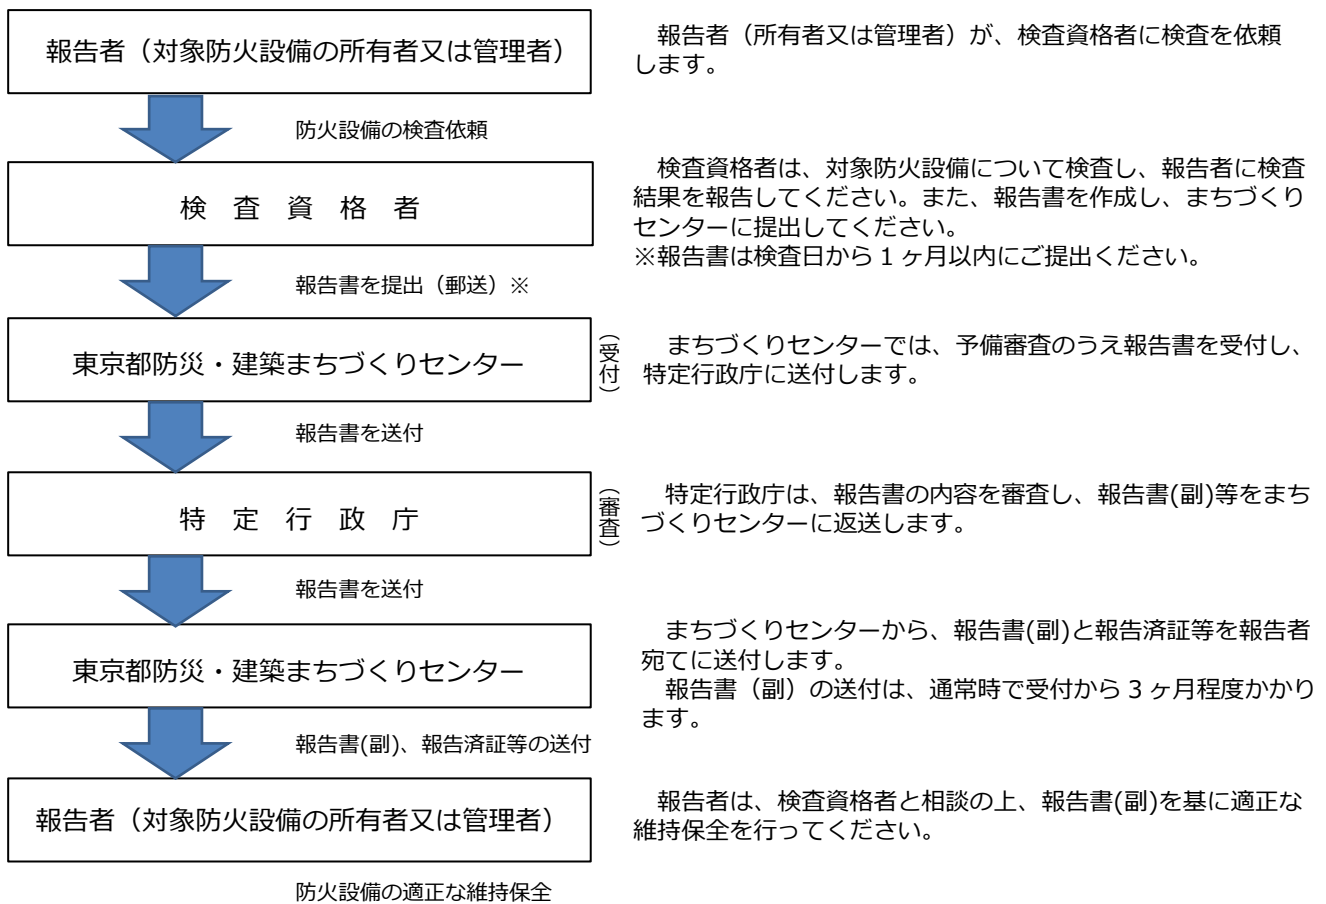 報告者（対象防火設備の所有者又は管理者）
報告者（所有者又は管理者）が、検査資格者に検査を依頼
します。
防火設備の検査依頼
検査資格者
検査資格者は、対象防火設備について検査し、報告者に検査
結果を報告してください。また、報告書を作成し、まちづくり
センターに提出してください。
※報告書は検査日から1ヶ月以内にご提出ください。
報告書を提出（郵送）※
東京都防災・建築まちづくりセンター
（受付）
まちづくりセンターでは、予備審査のうえ報告書を受付し、
特定行政庁に送付します。
報告書を送付
特定行政庁
（審査）
特定行政庁は、報告書の内容を審査し、報告書(副)等をまち
づくりセンターに返送します。
報告書を送付
東京都防災・建築まちづくりセンター
まちづくりセンターから、報告書(副)と報告済証等を報告者
宛てに送付します。
報告書（副）の送付は、通常時で受付から3ヶ月程度かかり
ます。
報告書(副)、報告済証等の送付
報告者（対象防火設備の所有者又は管理者）
報告者は、検査資格者と相談の上、報告書(副)を基に適正な
維持保全を行ってください。
防火設備の適正な維持保全